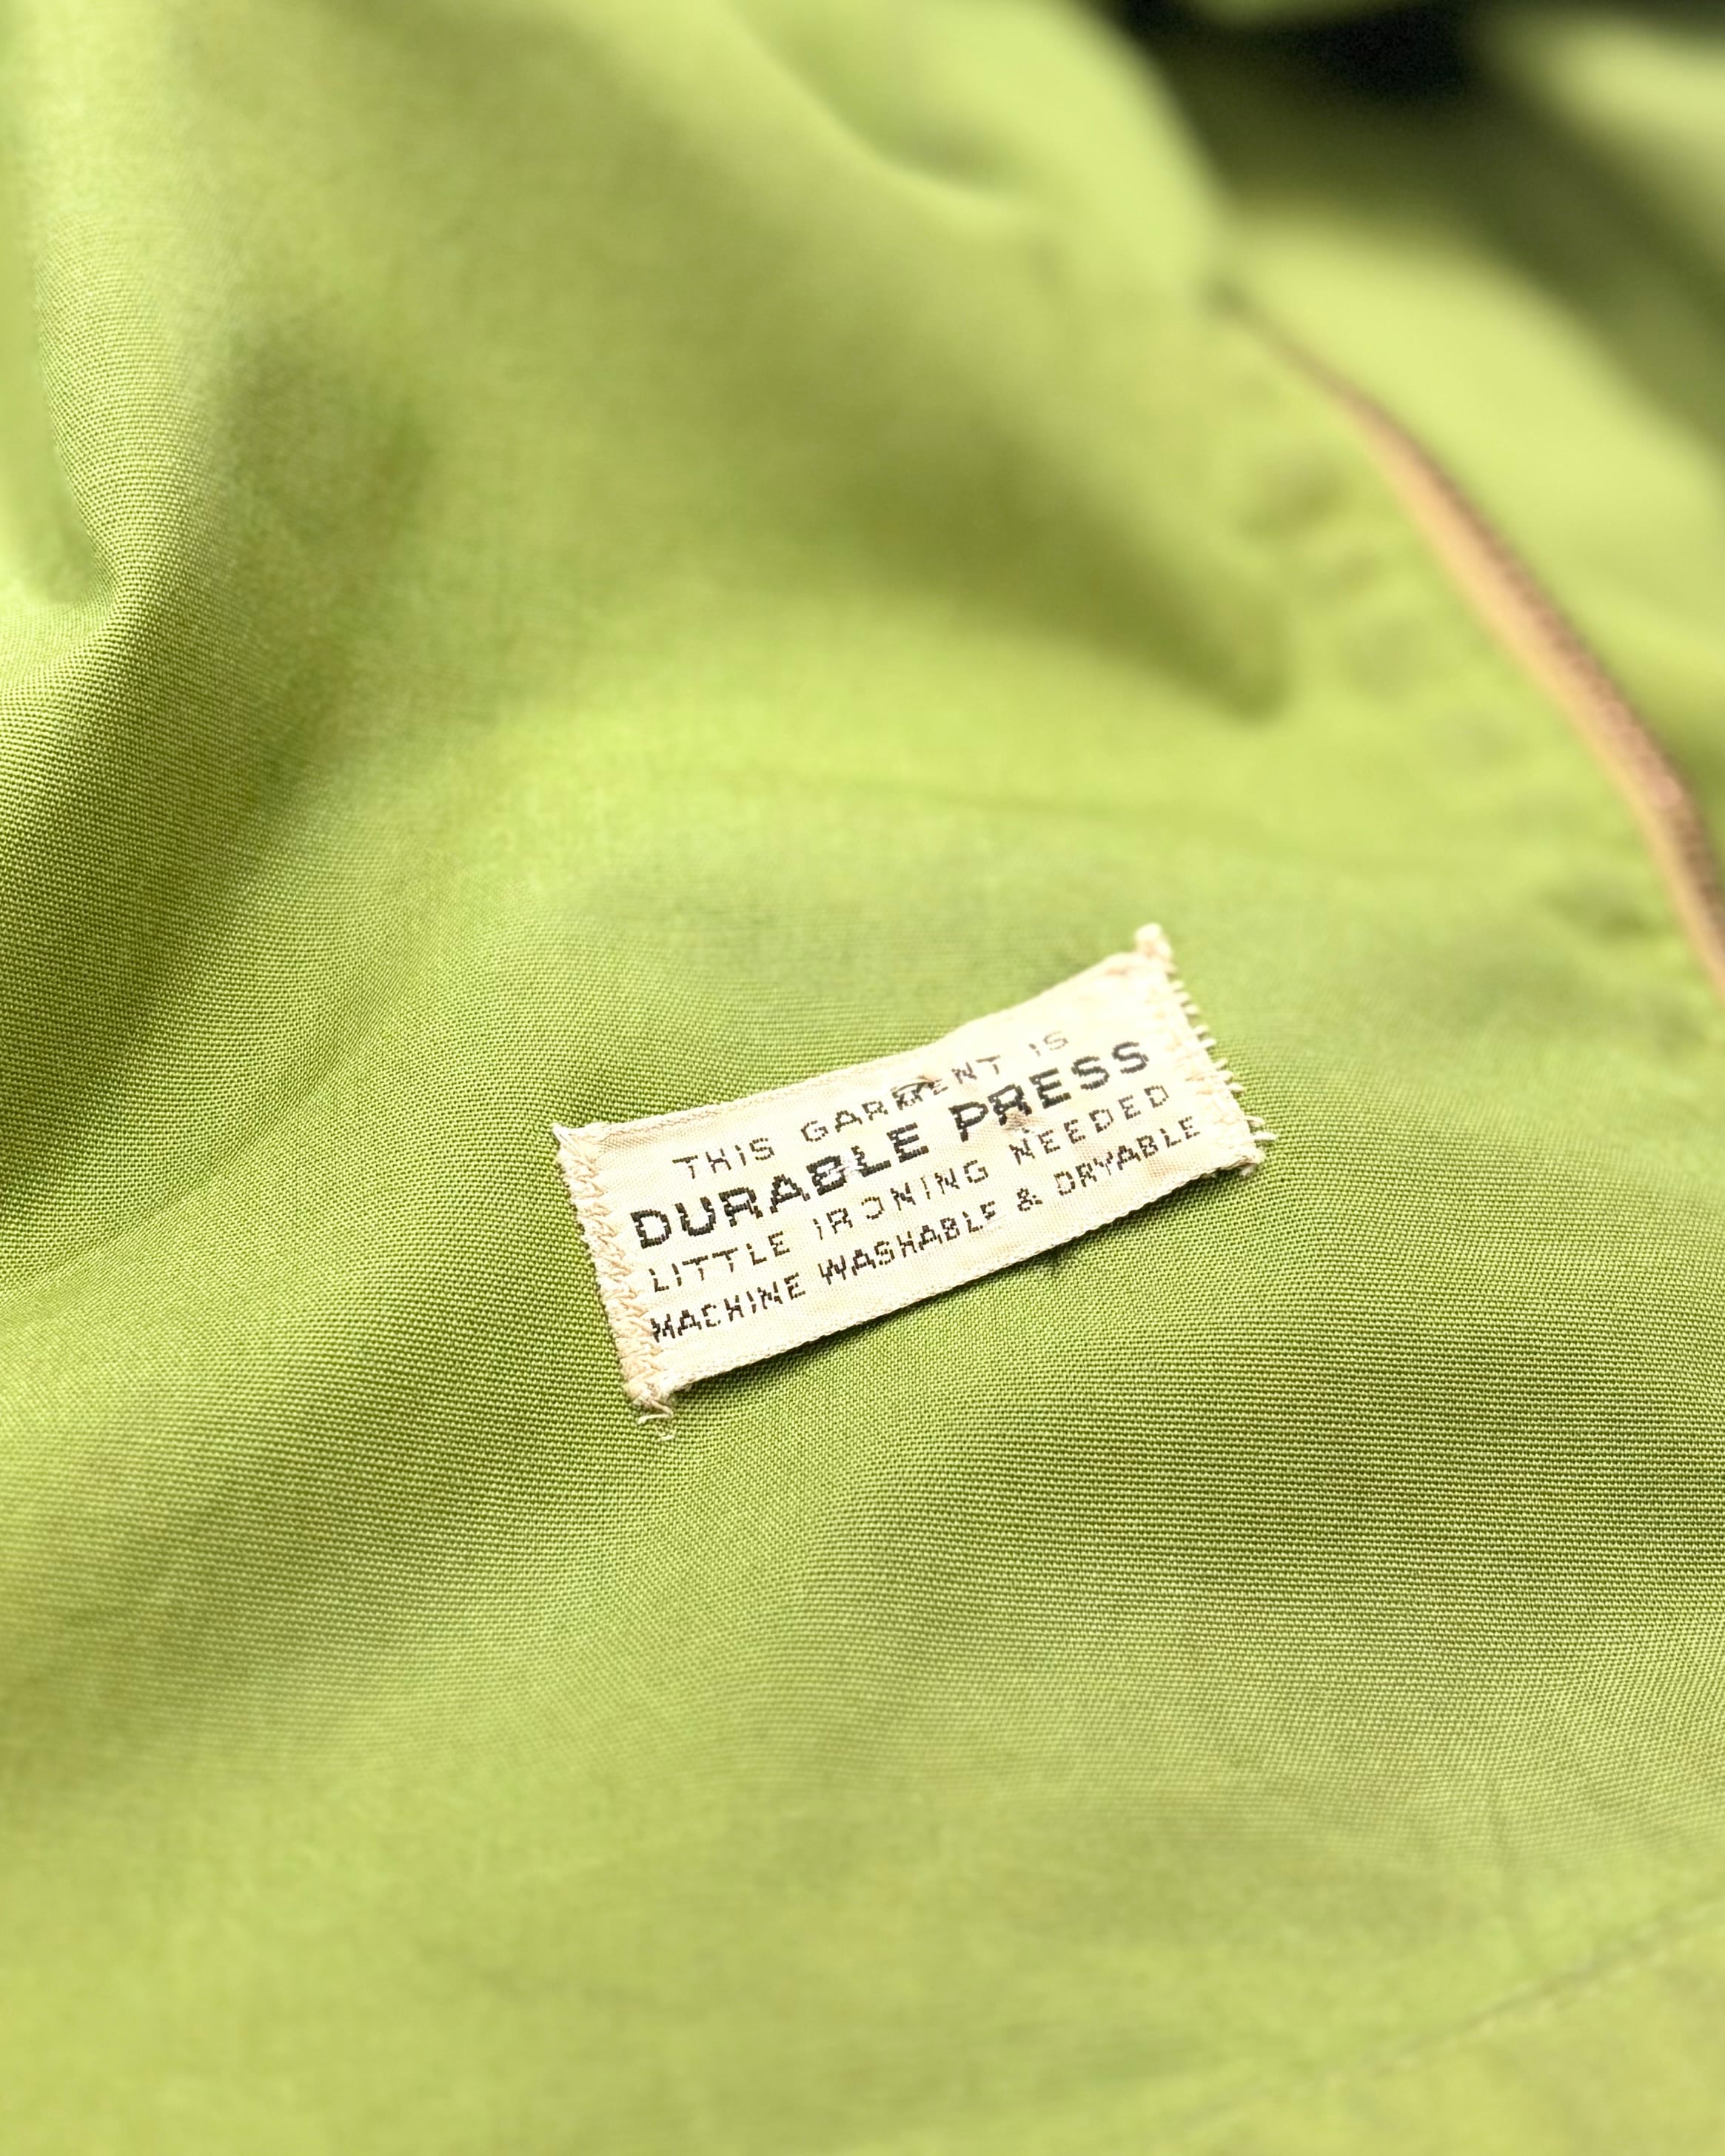 THIS GARMENT IS
DURABLE PRESS
LITTLE IRONING NEEDED
MACHINE WASHABLE & DRYABLE